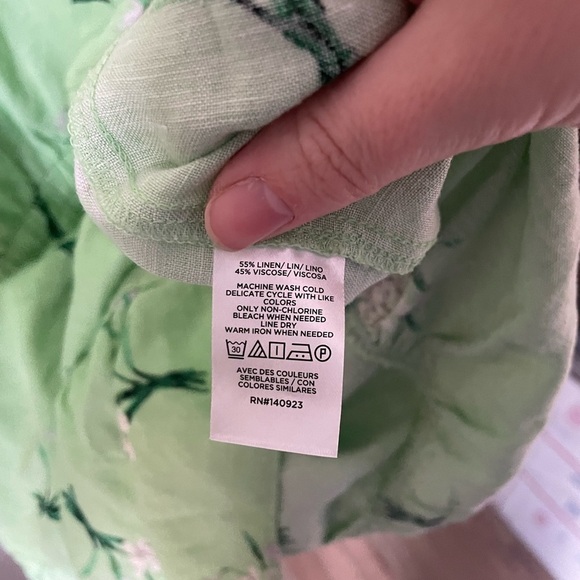 55% LINEN/ LIN/ LINO
45% VISCOSE/ VISCOSA
MACHINE WASH COLD
DELICATE CYCLE WITH LIKE
COLORS
ONLY NON-CHLORINE
BLEACH WHEN NEEDED
LINE DRY
WARM IRON WHEN NEEDED
30 P
AVEC DES COULEURS
SEMBLABLES / CON
COLORES SIMILARES
RN#140923